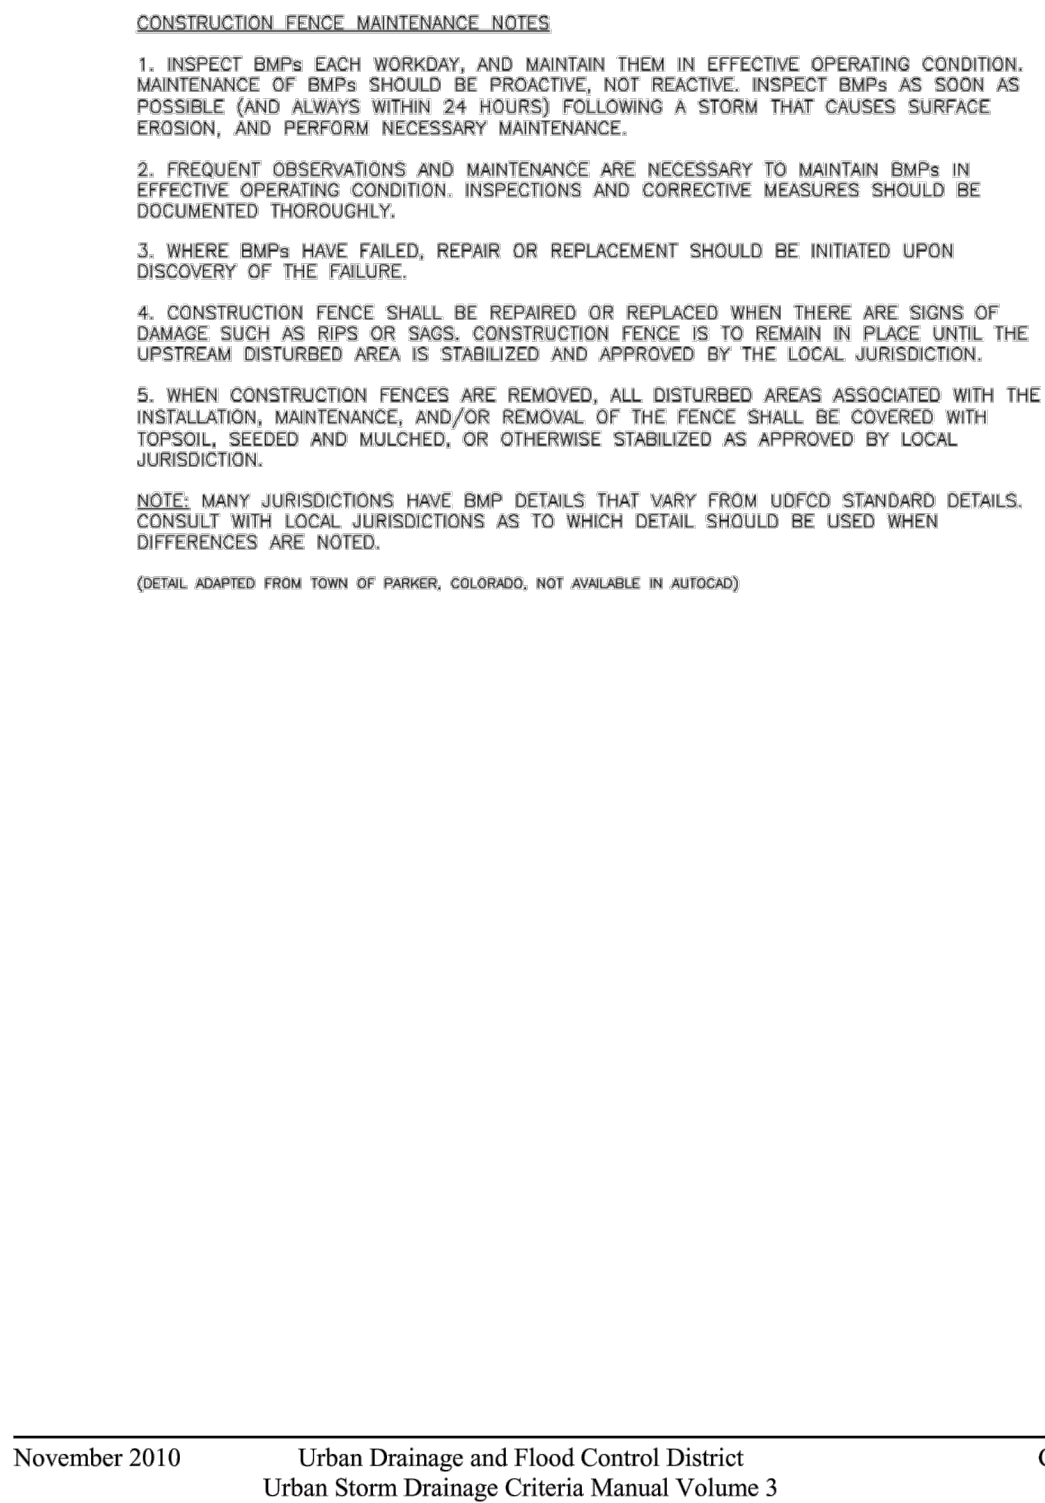 CONSTRUCTION FENCE MAINTENANCE NOTES
1. INSPECT BMPs EACH WORKDAY, AND MAINTAIN THEM IN EFFECTIVE OPERATING CONDITION.
MAINTENANCE OF BMPs SHOULD BE PROACTIVE, NOT REACTIVE. INSPECT BMPs AS SOON AS
POSSIBLE (AND ALWAYS WITHIN 24 HOURS) FOLLOWING A STORM THAT CAUSES SURFACE
EROSION, AND PERFORM NECESSARY MAINTENANCE.
2. FREQUENT OBSERVATIONS AND MAINTENANCE ARE NECESSARY TO MAINTAIN BMPs IN
EFFECTIVE OPERATING CONDITION. INSPECTIONS AND CORRECTIVE MEASURES SHOULD BE
DOCUMENTED THOROUGHLY.
3. WHERE BMPs HAVE FAILED, REPAIR OR REPLACEMENT SHOULD BE INITIATED UPON
DISCOVERY OF THE FAILURE.
4. CONSTRUCTION FENCE SHALL BE REPAIRED OR REPLACED WHEN THERE ARE SIGNS OF
DAMAGE SUCH AS RIPS OR SAGS. CONSTRUCTION FENCE IS TO REMAIN IN PLACE UNTIL THE
UPSTREAM DISTURBED AREA IS STABILIZED AND APPROVED BY THE LOCAL JURISDICTION.
5. WHEN CONSTRUCTION FENCES ARE REMOVED, ALL DISTURBED AREAS ASSOCIATED WITH THE
INSTALLATION, MAINTENANCE, AND/OR REMOVAL OF THE FENCE SHALL BE COVERED WITH
TOPSOIL, SEEDED AND MULCHED, OR OTHERWISE STABILIZED AS APPROVED BY LOCAL
JURISDICTION.
NOTE: MANY JURISDICTIONS HAVE BMP DETAILS THAT VARY FROM UDFCD STANDARD DETAILS.
CONSULT WITH LOCAL JURISDICTIONS AS TO WHICH DETAIL SHOULD BE USED WHEN
DIFFERENCES ARE NOTED.
(DETAIL ADAPTED FROM TOWN OF PARKER, COLORADO, NOT AVAILABLE IN AUTOCAD)
November 2010 Urban Drainage and Flood Control District
Urban Storm Drainage Criteria Manual Volume 3